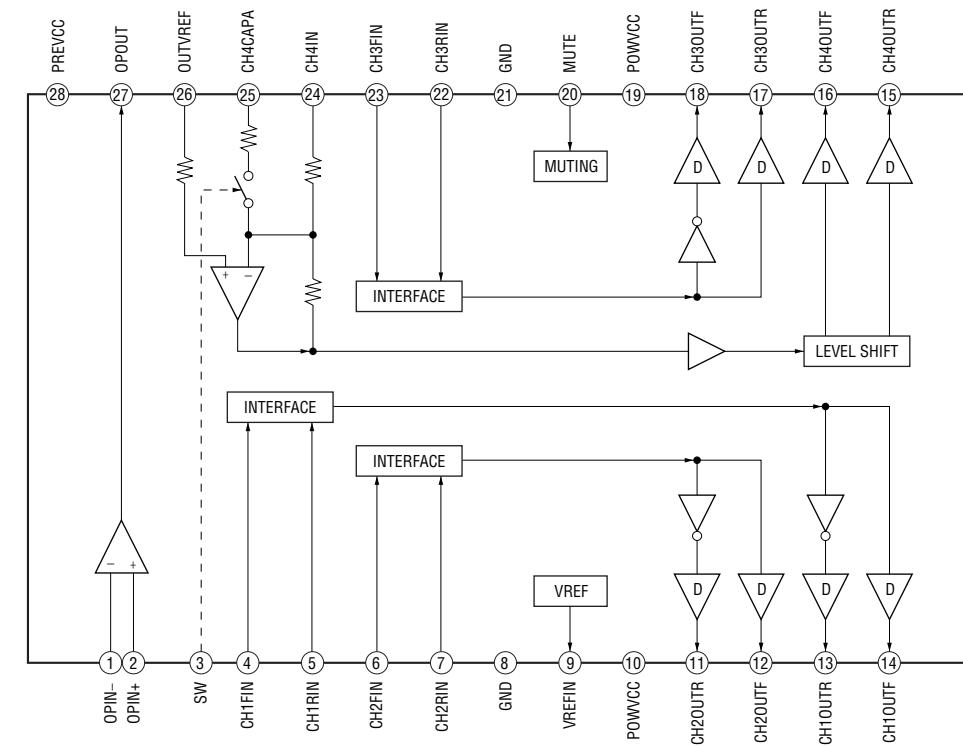 PREVCC
OPOUT
OUTVREF
CH4CAPA
CH4IN
CH3FIN
CH3RIN
GND
MUTE
POWVCC
CH3OUTF
CH3OUTR
CH4OUTF
CH4OUTR
28
27
26
25
24
23
22
21
20
19
18
17
16
15
MUTING
D
D
D
D
+
−
INTERFACE
LEVEL SHIFT
INTERFACE
INTERFACE
− +
VREF
D
D
D
D
1
2
3
4
5
6
7
8
9
10
11
12
13
14
OPIN−
OPIN+
SW
CH1FIN
CH1RIN
CH2FIN
CH2RIN
GND
VREFIN
POWVCC
CH2OUTR
CH2OUTF
CH1OUTR
CH1OUTF